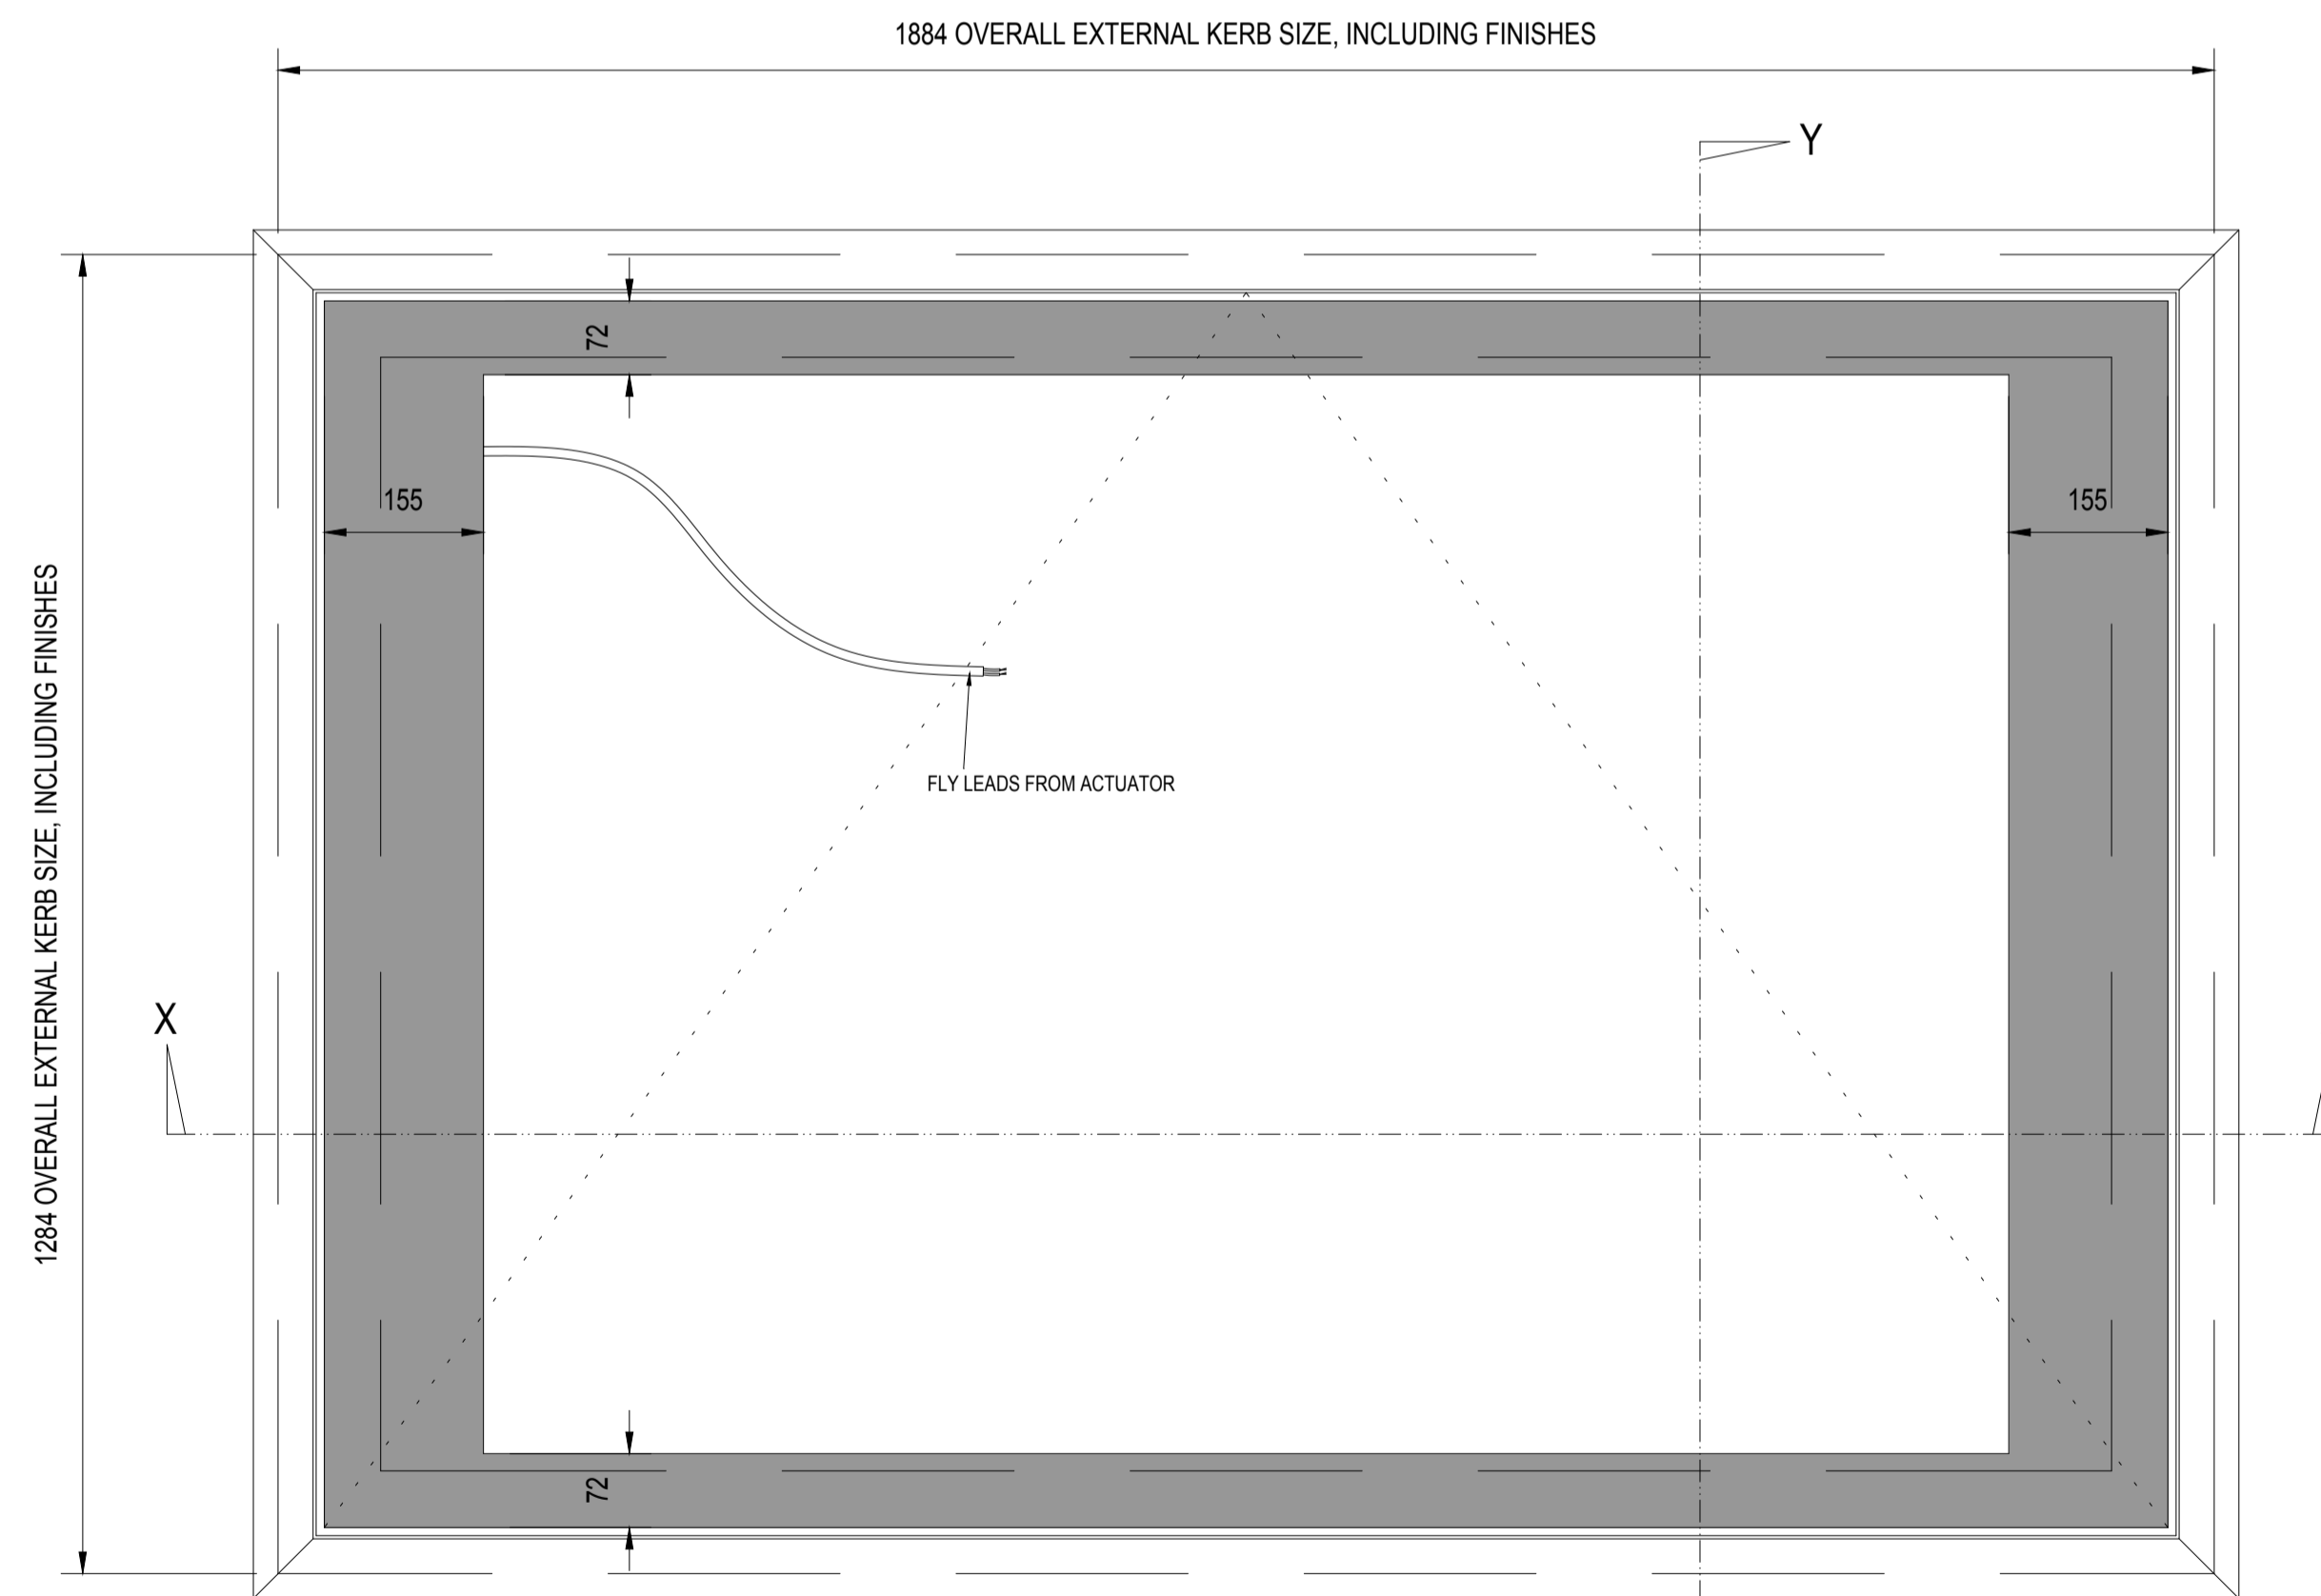 1884 OVERALL EXTERNAL KERB SIZE, INCLUDING FINISHES
Y
72
155
155
1284 OVERALL EXTERNAL KERB SIZE, INCLUDING FINISHES
FLY LEADS FROM ACTUATOR
X
72